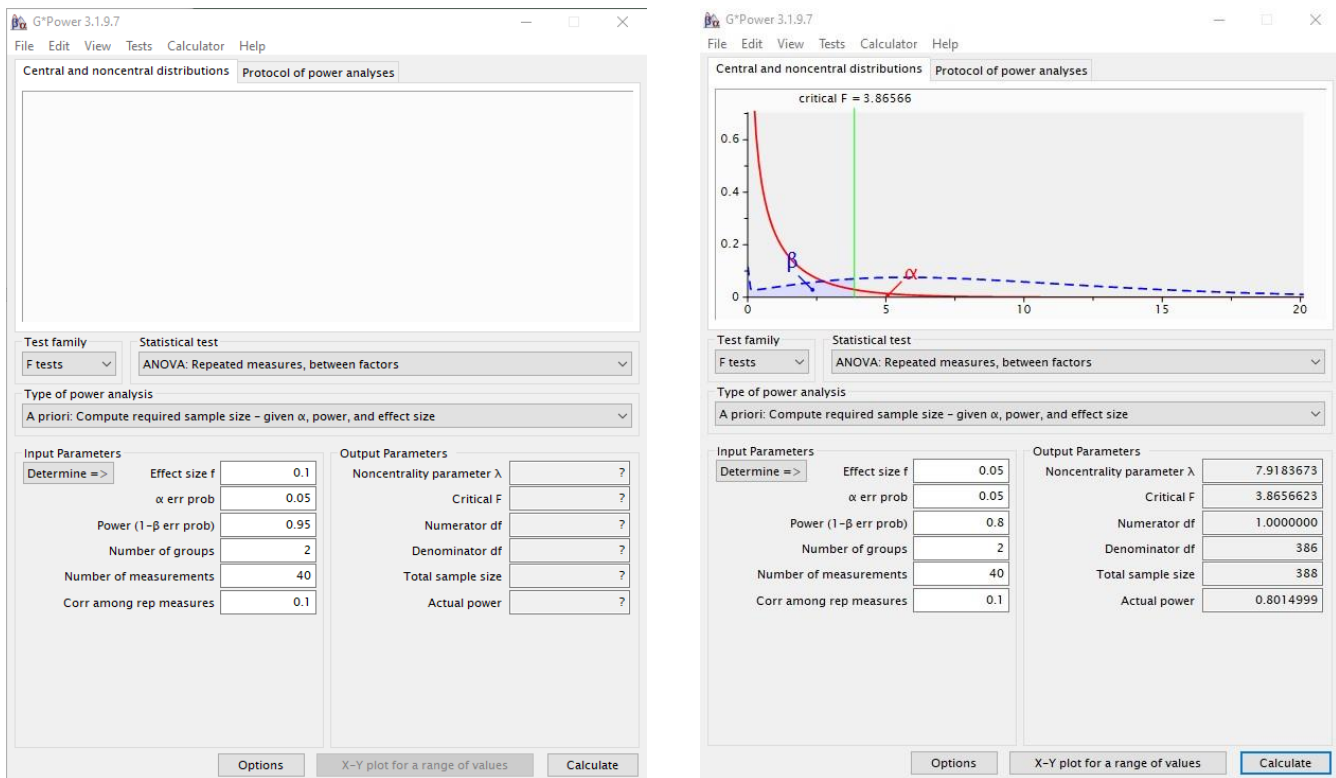 G*Power 3.1.9.7
File Edit View Tests Calculator Help
Central and noncentral distributions Protocol of power analyses
Test family Statistical test
F tests ANOVA: Repeated measures, between factors
Type of power analysis
A priori: Compute required sample size – given α, power, and effect size
Input Parameters Output Parameters
Determine => Effect size f 0.1 Noncentrality parameter λ ?
α err prob 0.05 Critical F ?
Power (1-β err prob) 0.95 Numerator df ?
Number of groups 2 Denominator df ?
Number of measurements 40 Total sample size ?
Corr among rep measures 0.1 Actual power ?
Options X-Y plot for a range of values Calculate
G*Power 3.1.9.7
File Edit View Tests Calculator Help
Central and noncentral distributions Protocol of power analyses
critical F = 3.86566
0.6
0.4
0.2
β α
0
0 5 10 15 20
Test family Statistical test
F tests ANOVA: Repeated measures, between factors
Type of power analysis
A priori: Compute required sample size – given α, power, and effect size
Input Parameters Output Parameters
Determine => Effect size f 0.05 Noncentrality parameter λ 7.9183673
α err prob 0.05 Critical F 3.8656623
Power (1-β err prob) 0.8 Numerator df 1.0000000
Number of groups 2 Denominator df 386
Number of measurements 40 Total sample size 388
Corr among rep measures 0.1 Actual power 0.8014999
Options X-Y plot for a range of values Calculate